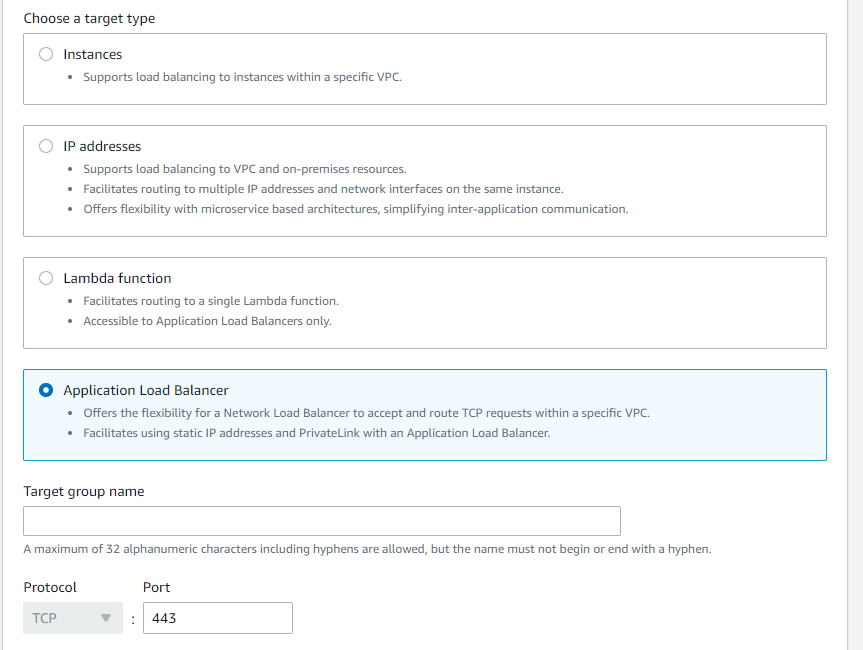 Choose a target type
Instances
• Supports load balancing to instances within a specific VPC.
IP addresses
• Supports load balancing to VPC and on-premises resources.
• Facilitates routing to multiple IP addresses and network interfaces on the same instance.
• Offers flexibility with microservice based architectures, simplifying inter-application communication.
Lambda function
• Facilitates routing to a single Lambda function.
• Accessible to Application Load Balancers only.
Application Load Balancer
• Offers the flexibility for a Network Load Balancer to accept and route TCP requests within a specific VPC.
• Facilitates using static IP addresses and PrivateLink with an Application Load Balancer.
Target group name
A maximum of 32 alphanumeric characters including hyphens are allowed, but the name must not begin or end with a hyphen.
Protocol Port
TCP : 443